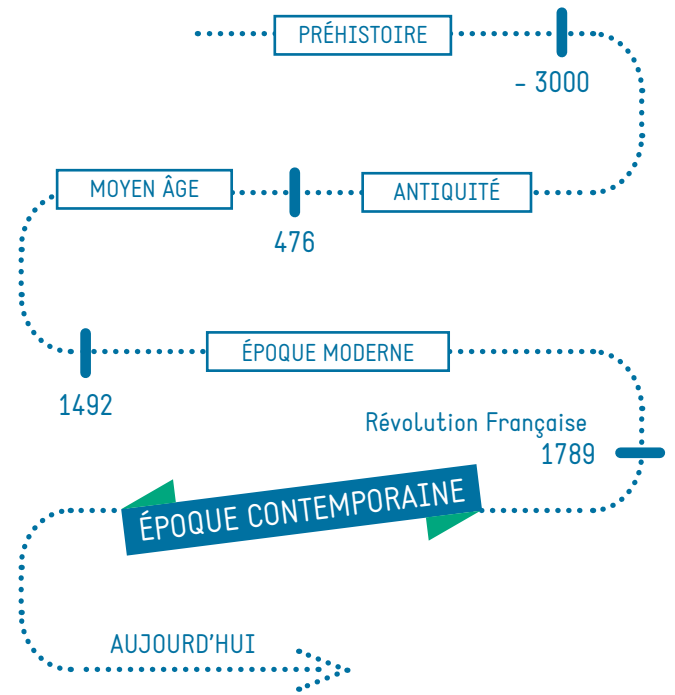 PRÉHISTOIRE
- 3000
MOYEN ÂGE
ANTIQUITÉ
476
ÉPOQUE MODERNE
1492
Révolution Française
1789
ÉPOQUE CONTEMPORAINE
AUJOURD'HUI